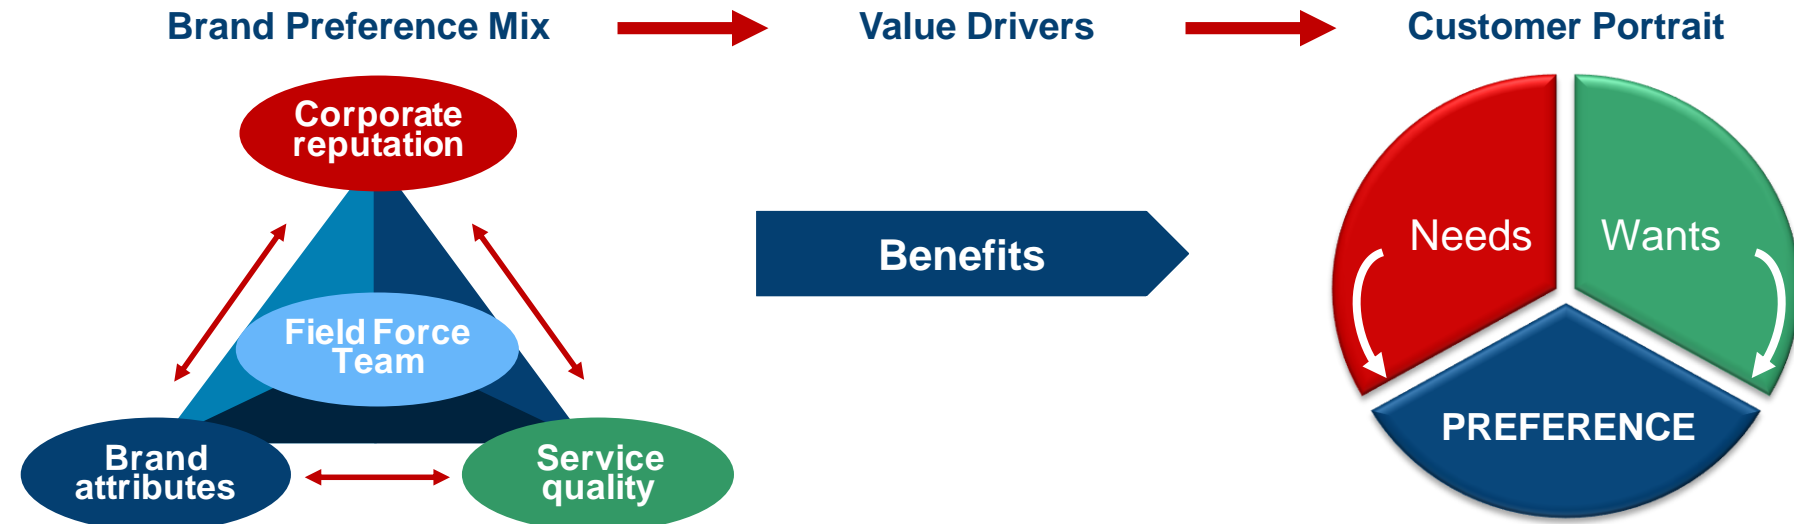 Brand Preference Mix
Value Drivers
Customer Portrait
Corporate
reputation
Field Force
Team
Brand
attributes
Service
quality
Benefits
Needs
Wants
PREFERENCE